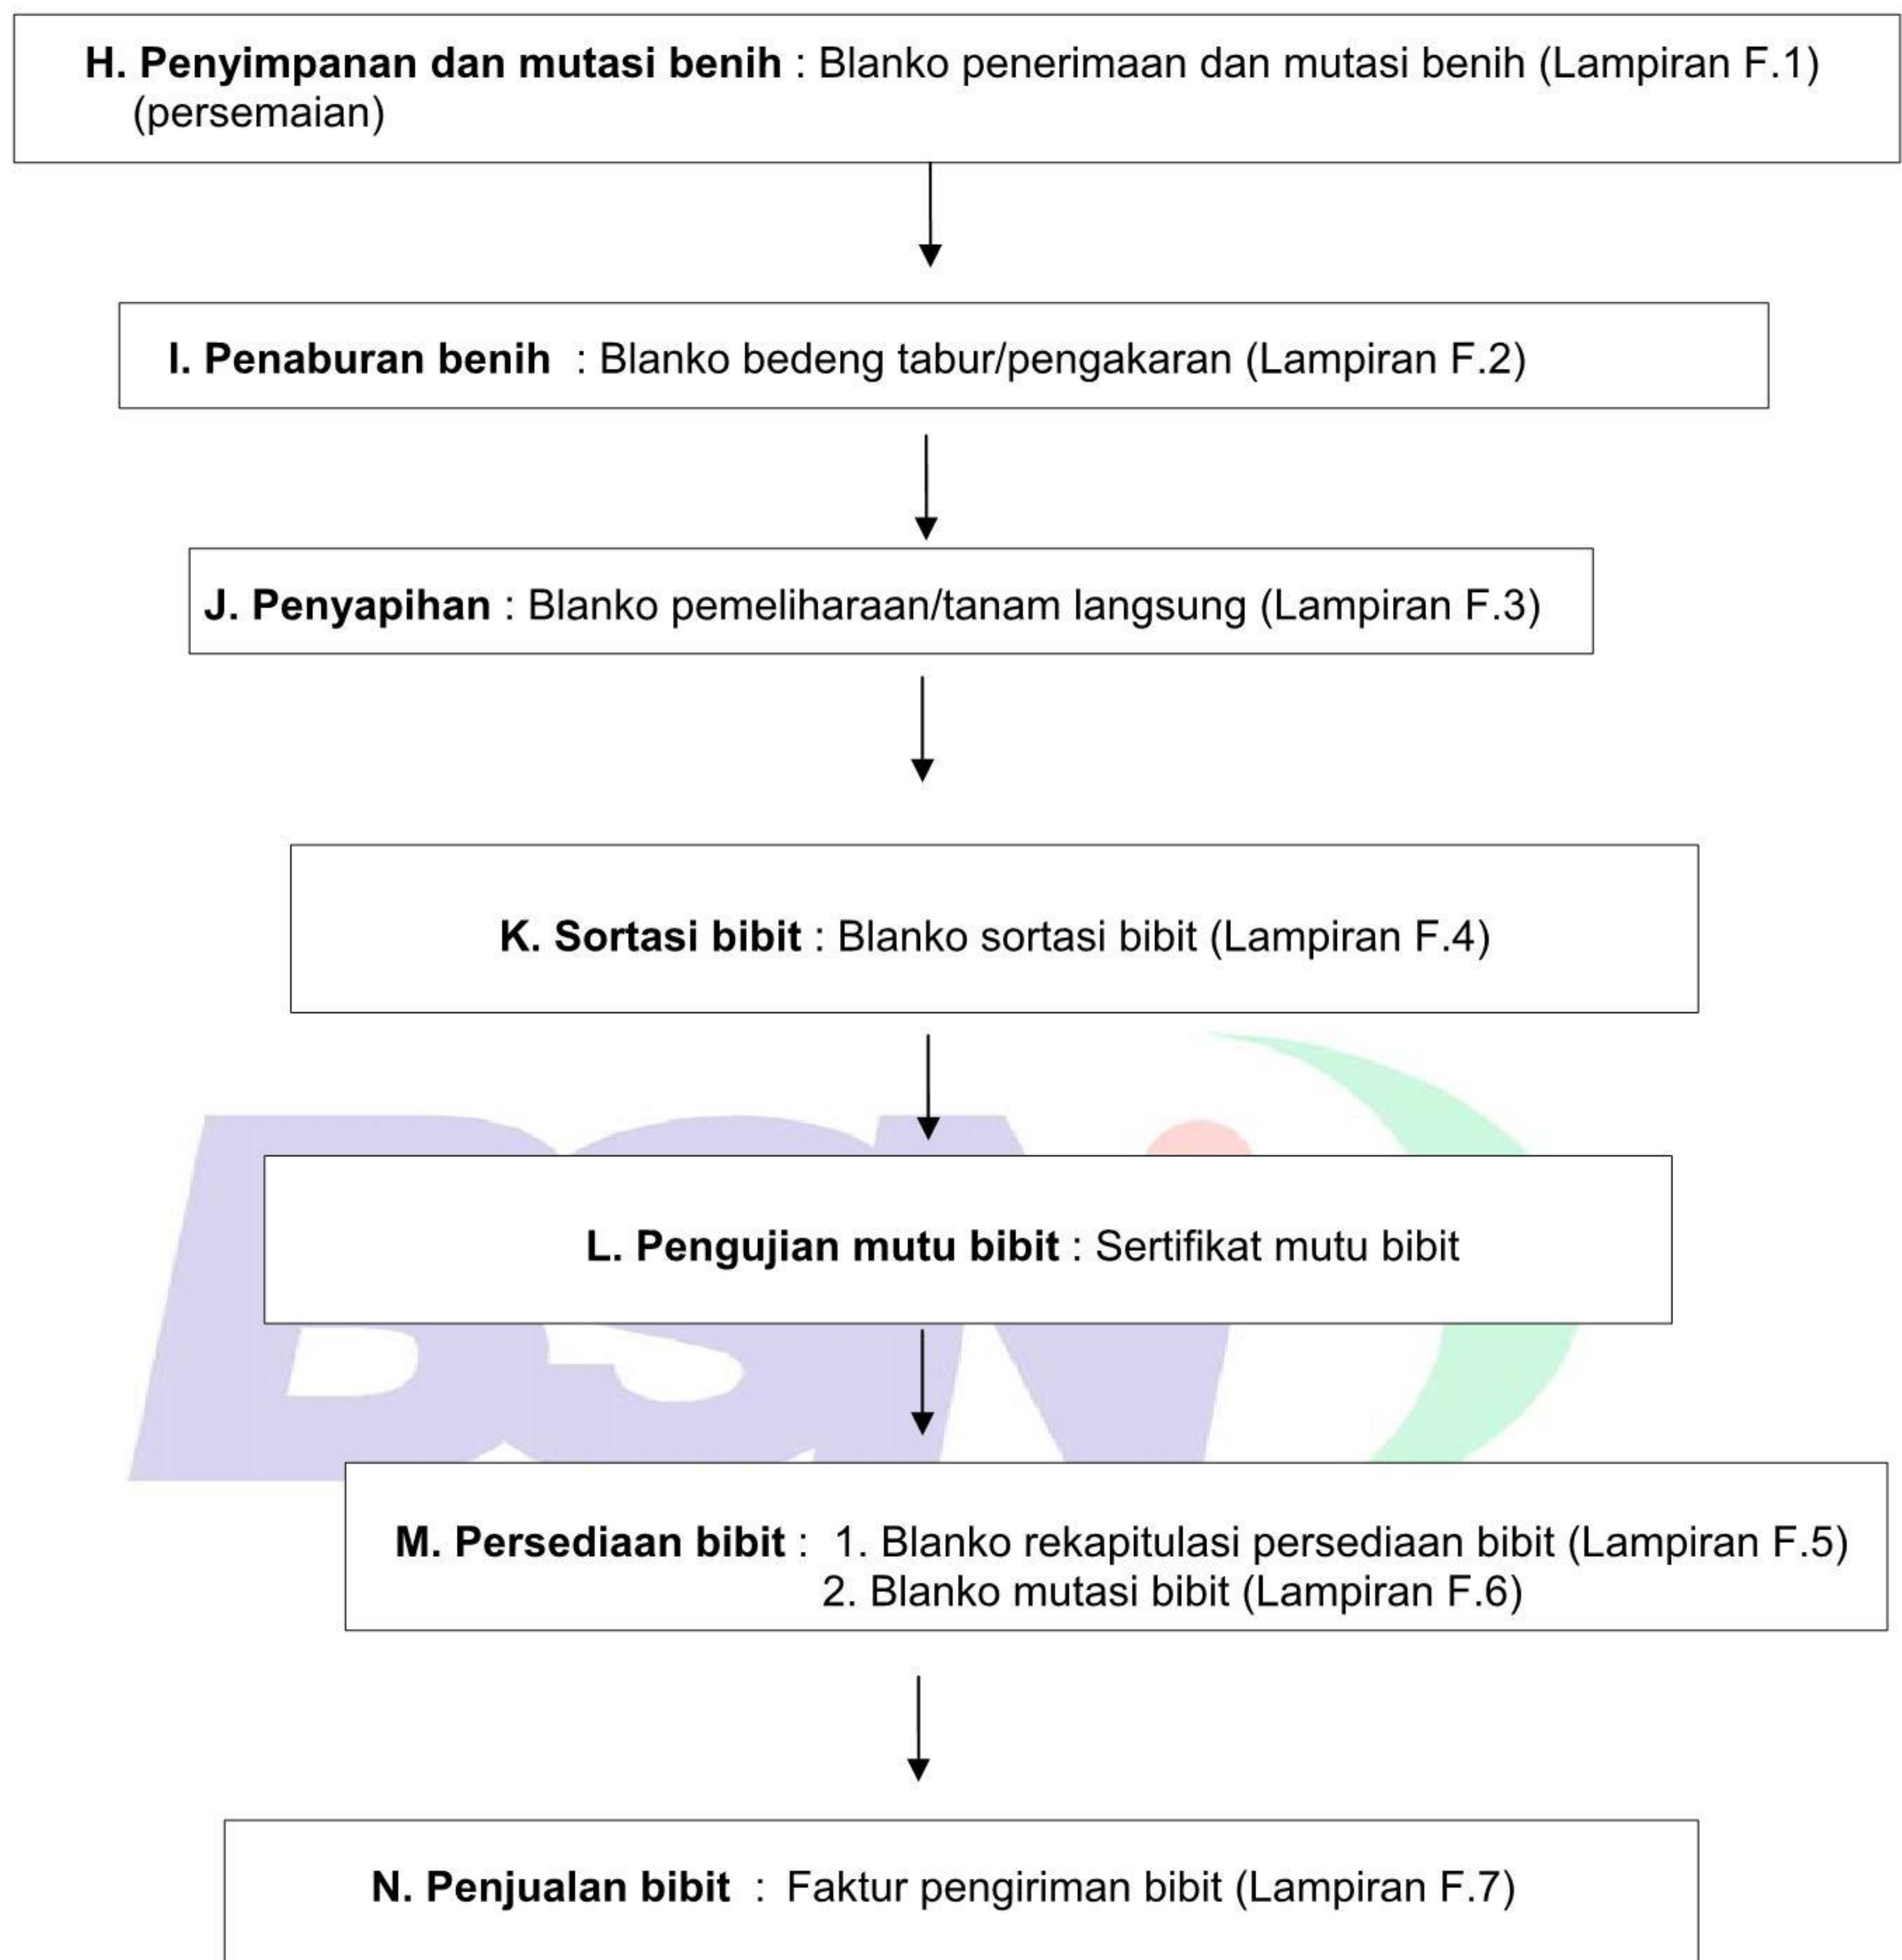 H. Penyimpanan dan mutasi benih : Blanko penerimaan dan mutasi benih (Lampiran F.1)
(persemaian)
I. Penaburan benih : Blanko bedeng tabur/pengakaran (Lampiran F.2)
J. Penyapihan : Blanko pemeliharaan/tanam langsung (Lampiran F.3)
K. Sortasi bibit : Blanko sortasi bibit (Lampiran F.4)
BSN
L. Pengujian mutu bibit : Sertifikat mutu bibit
M. Persediaan bibit : 1. Blanko rekapitulasi persediaan bibit (Lampiran F.5)
2. Blanko mutasi bibit (Lampiran F.6)
N. Penjualan bibit : Faktur pengiriman bibit (Lampiran F.7)